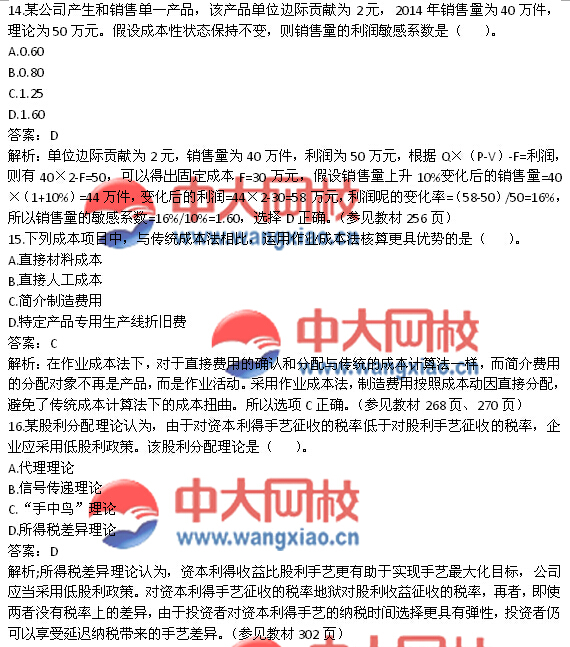 14.某公司产生和销售单一产品，该产品单位边际贡献为 2 元，2014 年销售量为 40 万件，
理论为 50 万元。假设成本性状态保持不变，则销售量的利润敏感系数是（      ）。
A.0.60
B.0.80
C.1.25
D.1.60
答案：D
解析：单位边际贡献为 2 元，销售量为 40 万件，利润为 50 万元，根据 Q×（P-V）-F=利润，
则有 40×2-F=50，可以得出固定成本 F=30 万元，假设销售量上升 10%变化后的销售量=40
×（1+10%）=44 万件，变化后的利润=44×2-30=58 万元，利润呢的变化率=（58-50）/50=16%，
所以销售量的敏感系数=16%/10%=1.60，选择 D 正确。（参见教材 256 页）
15.下列成本项目中，与传统成本法相比，运用作业成本法核算更具优势的是（      ）。
A.直接材料成本
B.直接人工成本
C.简介制造费用
D.特定产品专用生产线折旧费
答案：C
解析：在作业成本法下，对于直接费用的确认和分配与传统的成本计算法一样，而简介费用
的分配对象不再是产品，而是作业活动。采用作业成本法，制造费用按照成本动因直接分配，
避免了传统成本计算法下的成本扭曲。所以选项 C 正确。（参见教材 268 页、270 页）
16.某股利分配理论认为，由于对资本利得手艺征收的税率低于对股利手艺征收的税率，企
业应采用低股利政策。该股利分配理论是（      ）。
A.代理理论
B.信号传递理论
C.“手中鸟”理论
D.所得税差异理论
答案：D
解析;所得税差异理论认为，资本利得收益比股利手艺更有助于实现手艺最大化目标，公司
应当采用低股利政策。对资本利得手艺征收的税率地狱对股利收益征收的税率，再者，即使
两者没有税率上的差异，由于投资者对资本利得手艺的纳税时间选择更具有弹性，投资者仍
可以享受延迟纳税带来的手艺差异。（参见教材 302 页）
中大网校
www.wangxiao.cn
中大网校
www.wangxiao.cn
中大网校
www.wangxiao.cn